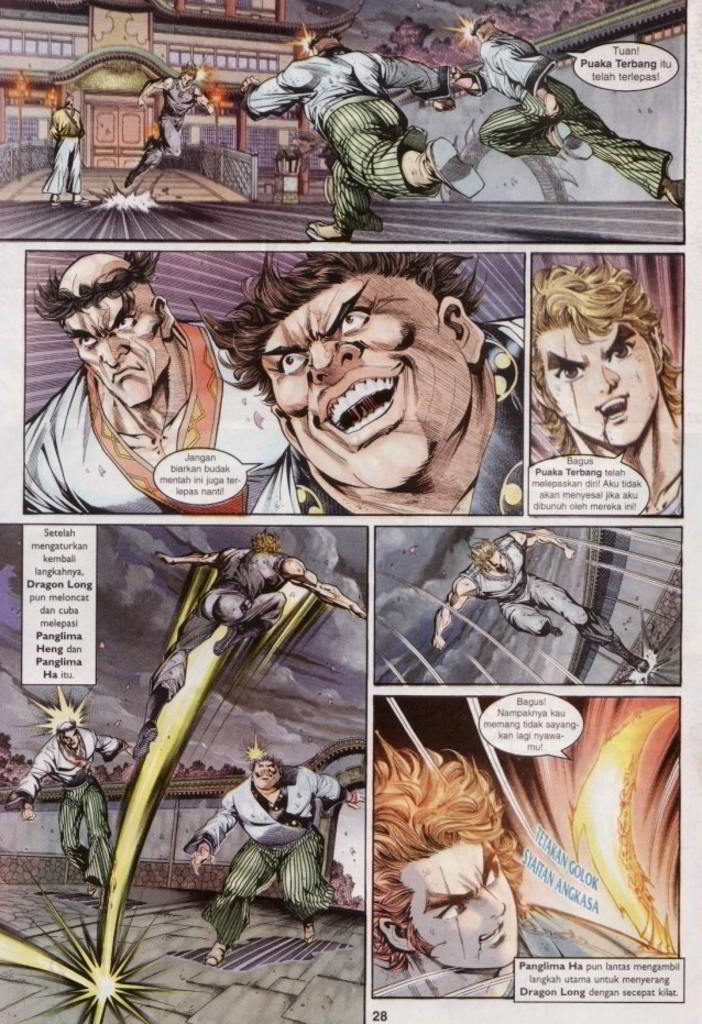 Tuan!
Puaka Terbang itu
telah terlepas!
Jangan
biarkan budak
mentah ini juga ter-
lepas nanti!
Bagus
Puaka Terbang telah
melepaskan diri! Aku tidak
akan menyesal jika aku
dibunuh oleh mereka ini!
Setelah
mengaturkan
kembali
langkahnya,
Dragon Long
pun meloncat
dan cuba
melepasi
Panglima
Heng dan
Panglima
Ha itu.
Bagus!
Nampaknya kau
memang tidak sayang-
kan lagi nyawa-
mu!
TETAKAN GOLOK
SYAITAN ANGKASA
Panglima Ha pun lantas mengambil
langkah utama untuk menyerang
Dragon Long dengan secepat kilat.
28